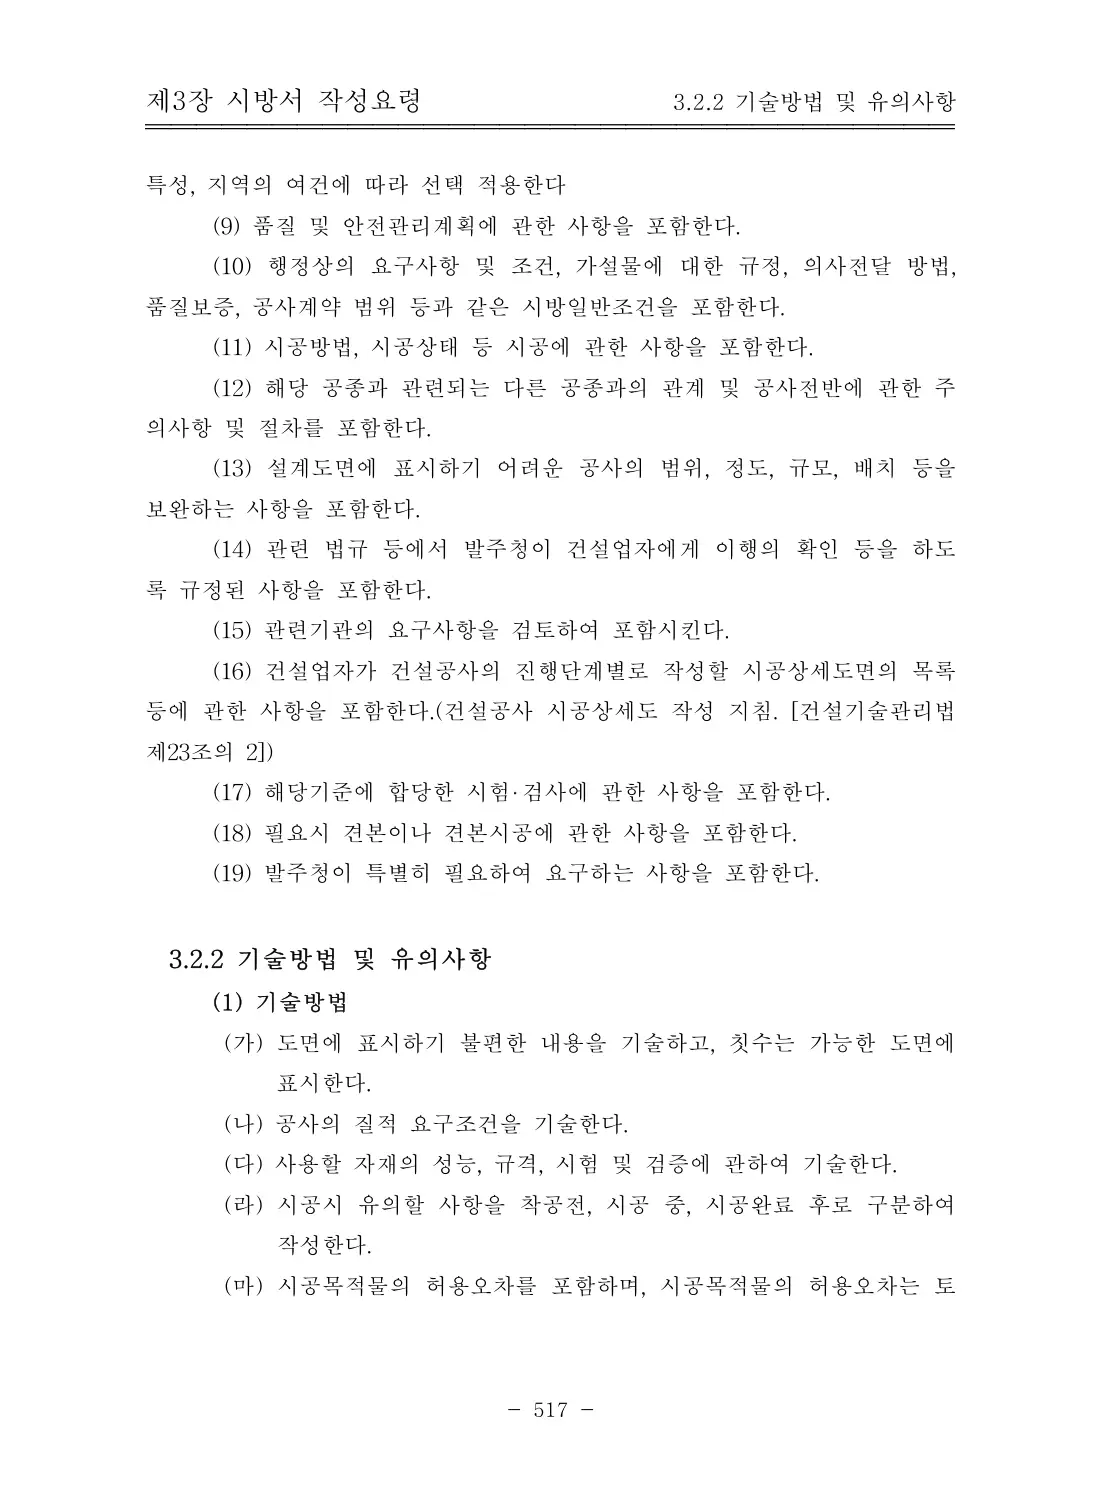 제3장 시방서 작성요령
3.2.2 기술방법 및 유의사항
특성, 지역의 여건에 따라 선택 적용한다
(9) 품질 및 안전관리계획에 관한 사항을 포함한다.
(10) 행정상의 요구사항 및 조건, 가설물에 대한 규정, 의사전달 방법,
품질보증, 공사계약 범위 등과 같은 시방일반조건을 포함한다.
(11) 시공방법, 시공상태 등 시공에 관한 사항을 포함한다.
(12) 해당 공종과 관련되는 다른 공종과의 관계 및 공사전반에 관한 주
의사항 및 절차를 포함한다.
(13) 설계도면에 표시하기 어려운 공사의 범위, 정도, 규모, 배치 등을
보완하는 사항을 포함한다.
(14) 관련 법규 등에서 발주청이 건설업자에게 이행의 확인 등을 하도
록 규정된 사항을 포함한다.
(15) 관련기관의 요구사항을 검토하여 포함시킨다.
(16) 건설업자가 건설공사의 진행단계별로 작성할 시공상세도면의 목록
등에 관한 사항을 포함한다.(건설공사 시공상세도 작성 지침. [건설기술관리법
제23조의 2])
(17) 해당기준에 합당한 시험·검사에 관한 사항을 포함한다.
(18) 필요시 견본이나 견본시공에 관한 사항을 포함한다.
(19) 발주청이 특별히 필요하여 요구하는 사항을 포함한다.
3.2.2 기술방법 및 유의사항
(1) 기술방법
(가) 도면에 표시하기 불편한 내용을 기술하고, 칫수는 가능한 도면에
표시한다.
(나) 공사의 질적 요구조건을 기술한다.
(다) 사용할 자재의 성능, 규격, 시험 및 검증에 관하여 기술한다.
(라) 시공시 유의할 사항을 착공전, 시공 중, 시공완료 후로 구분하여
작성한다.
(마) 시공목적물의 허용오차를 포함하며, 시공목적물의 허용오차는 토
- 517 -